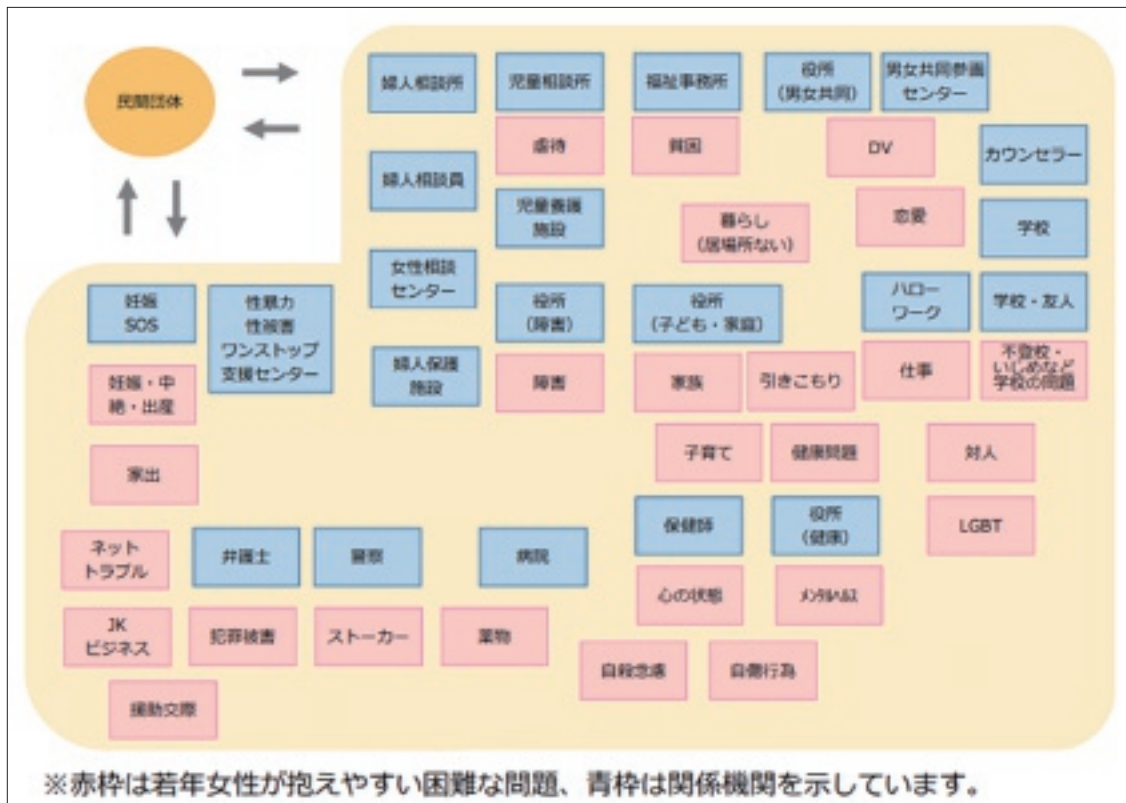 民間団体
婦人相談所
児童相談所
福祉事務所
役所
(男女共同)
男女共同参画
センター
虐待
貧困
DV
カウンセラー
婦人相談員
児童養護
施設
暮らし
(居場所ない)
恋愛
学校
女性相談
センター
役所
(障害)
役所
(子ども・家庭)
ハロー
ワーク
学校・友人
妊娠
SOS
性暴力
性被害
ワンストップ
支援センター
婦人保護
施設
障害
家族
引きこもり
仕事
不登校・
いじめなど
学校の問題
妊娠・中
絶・出産
家出
子育て
健康問題
対人
保健師
役所
(健康)
LGBT
ネット
トラブル
弁護士
警察
病院
心の状態
メンタルヘルス
JK
ビジネス
犯罪被害
ストーカー
薬物
自殺念慮
自傷行為
援助交際
※赤枠は若年女性が抱えやすい困難な問題、青枠は関係機関を示しています。